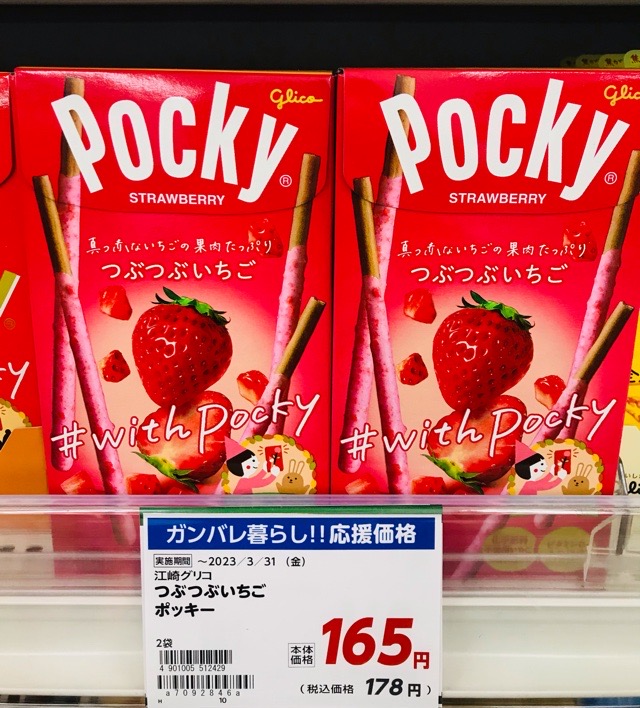 Glico
Pocky®
STRAWBERRY
真っ赤ないちごの果肉たっぷり
つぶつぶいちご
#with Pocky
Glico
Pocky®
STRAWBERRY
真っ赤ないちごの果肉たっぷり
つぶつぶいちご
#with Pocky
ガンバレ暮らし!!応援価格
実施期間 ～2023/3/31 (金)
江崎グリコ
つぶつぶいちご
ポッキー
2袋
4 901005 512429
a7092846a
H 10
本体価格 165円
(税込価格 178円)